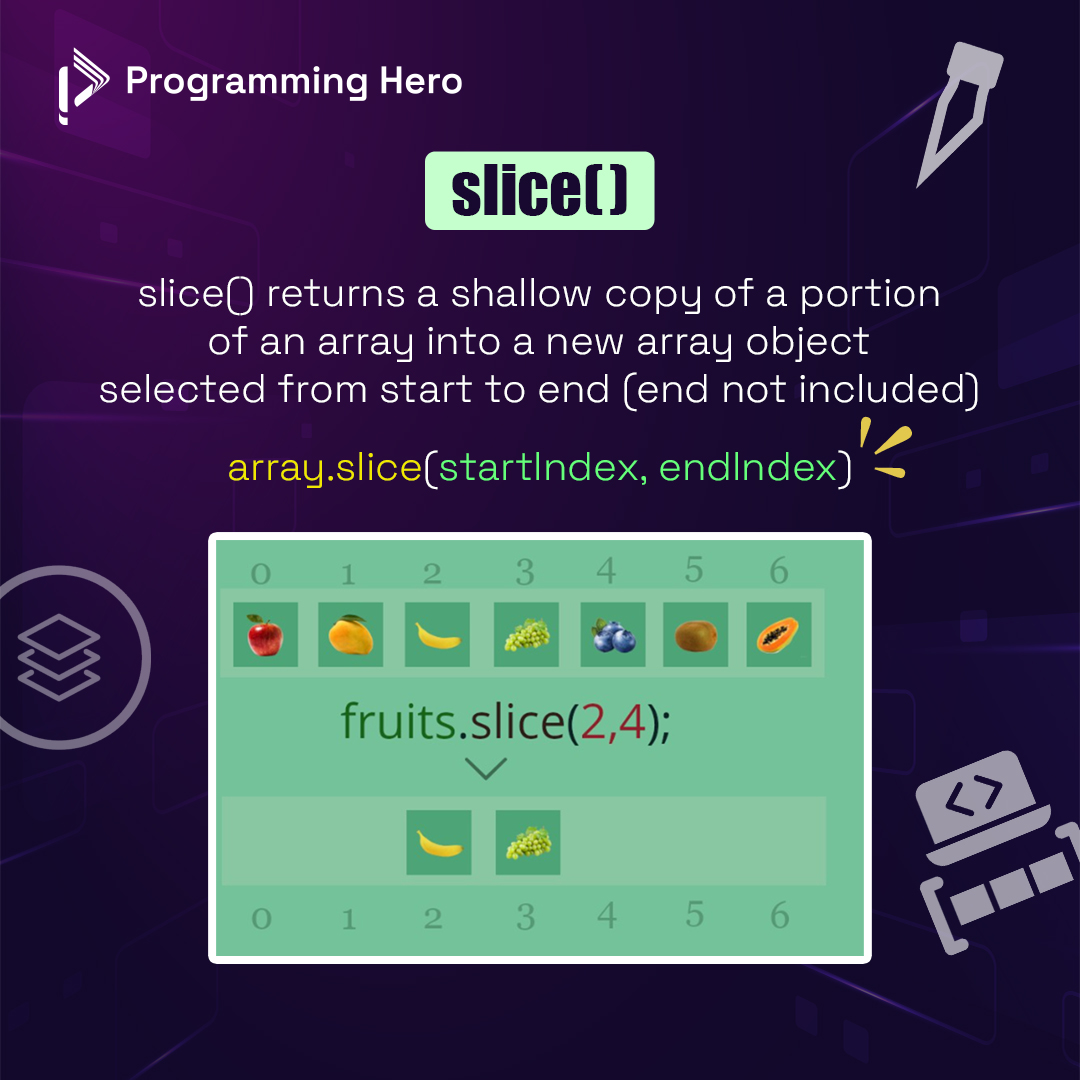 Programming Hero
slice()
slice() returns a shallow copy of a portion
of an array into a new array object
selected from start to end (end not included)
array.slice(startIndex, endIndex)
0 1 2 3 4 5 6
fruits.slice(2,4);
0 1 2 3 4 5 6